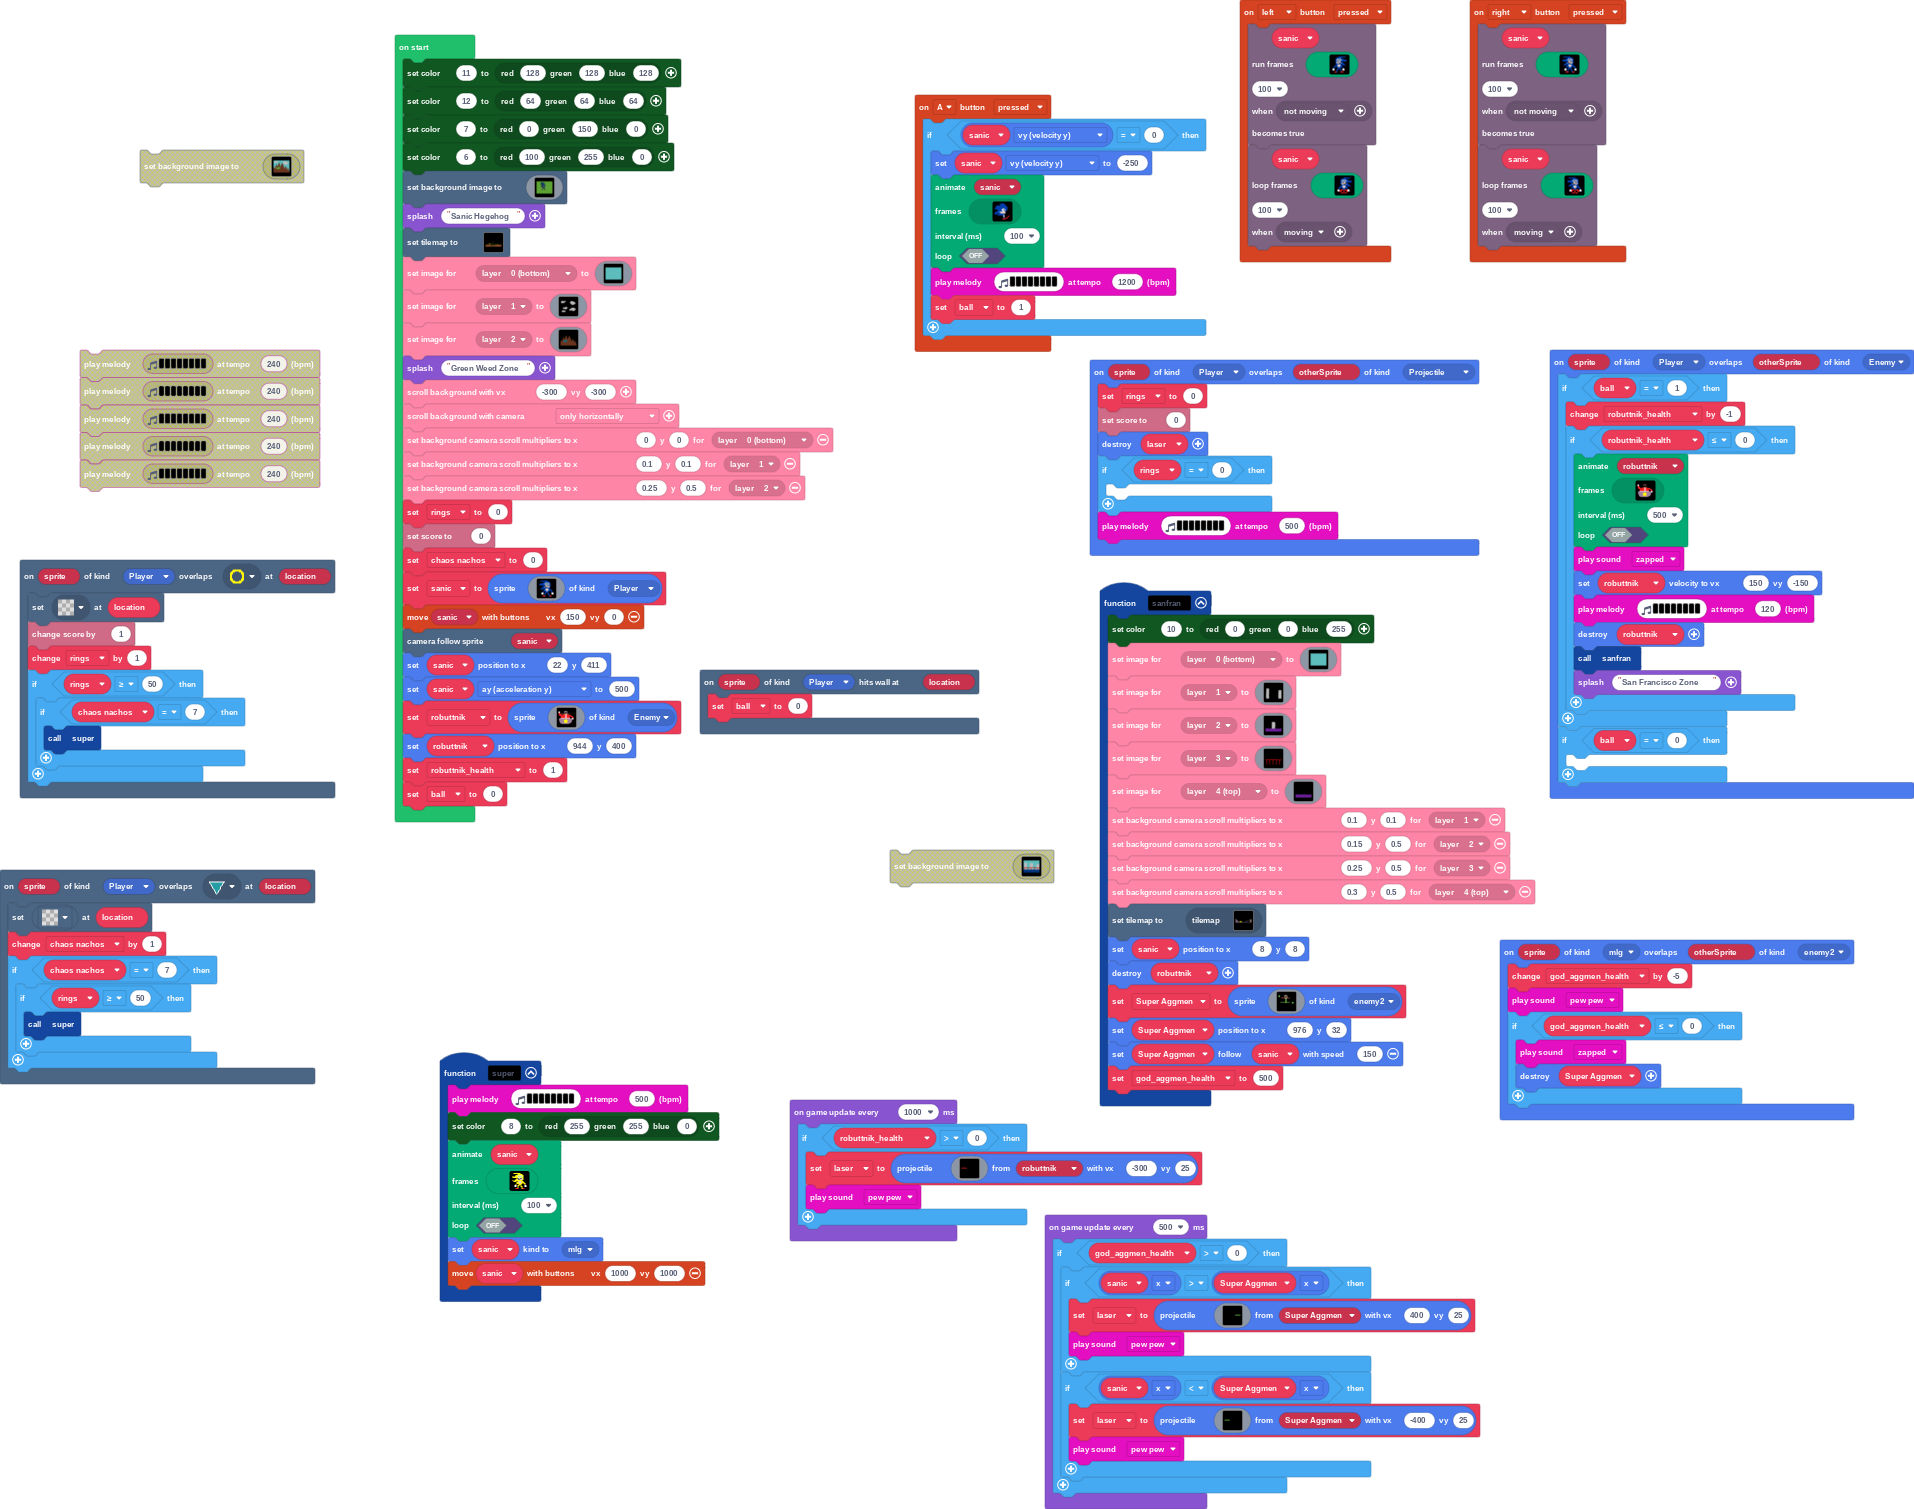 set background image to
play melody at tempo 240 (bpm)
play melody at tempo 240 (bpm)
play melody at tempo 240 (bpm)
play melody at tempo 240 (bpm)
play melody at tempo 240 (bpm)
on sprite of kind Player overlaps at location
set at location
change score by 1
change rings by 1
if rings ≥ 50 then
if chaos nachos = 7 then
call super
on sprite of kind Player overlaps at location
set at location
change chaos nachos by 1
if chaos nachos = 7 then
if rings ≥ 50 then
call super
on start
set color 11 to red 128 green 128 blue 128
set color 12 to red 64 green 64 blue 64
set color 7 to red 0 green 150 blue 0
set color 6 to red 100 green 255 blue 0
set background image to
splash "Sanic Hegehog "
set tilemap to
set image for layer 0 (bottom) to
set image for layer 1 to
set image for layer 2 to
splash "Green Weed Zone "
scroll background with vx -300 vy -300
scroll background with camera only horizontally
set background camera scroll multipliers to x 0 y 0 for layer 0 (bottom)
set background camera scroll multipliers to x 0.1 y 0.1 for layer 1
set background camera scroll multipliers to x 0.25 y 0.5 for layer 2
set rings to 0
set score to 0
set chaos nachos to 0
set sanic to sprite of kind Player
move sanic with buttons vx 150 vy 0
camera follow sprite sanic
set sanic position to x 22 y 411
set sanic ay (acceleration y) to 500
set robuttnik to sprite of kind Enemy
set robuttnik position to x 944 y 400
set robuttnik_health to 1
set ball to 0
function super
play melody at tempo 500 (bpm)
set color 8 to red 255 green 255 blue 0
animate sanic
frames
interval (ms) 100
loop OFF
set sanic kind to mlg
move sanic with buttons vx 1000 vy 1000
on sprite of kind Player hits wall at location
set ball to 0
on A button pressed
if sanic vy (velocity y) = 0 then
set sanic vy (velocity y) to -250
animate sanic
frames
interval (ms) 100
loop OFF
play melody at tempo 1200 (bpm)
set ball to 1
on left button pressed
sanic
run frames
100
when not moving
becomes true
sanic
loop frames
100
when moving
on right button pressed
sanic
run frames
100
when not moving
becomes true
sanic
loop frames
100
when moving
on sprite of kind Player overlaps otherSprite of kind Projectile
set rings to 0
set score to 0
destroy laser
if rings = 0 then
play melody at tempo 500 (bpm)
on sprite of kind Player overlaps otherSprite of kind Enemy
if ball = 1 then
change robuttnik_health by -1
if robuttnik_health ≤ 0 then
animate robuttnik
frames
interval (ms) 500
loop OFF
play sound zapped
set robuttnik velocity to vx 150 vy -150
play melody at tempo 120 (bpm)
destroy robuttnik
call sanfran
splash "San Francisco Zone "
if ball = 0 then
set background image to
function sanfran
set color 10 to red 0 green 0 blue 255
set image for layer 0 (bottom) to
set image for layer 1 to
set image for layer 2 to
set image for layer 3 to
set image for layer 4 (top) to
set background camera scroll multipliers to x 0.1 y 0.1 for layer 1
set background camera scroll multipliers to x 0.15 y 0.5 for layer 2
set background camera scroll multipliers to x 0.25 y 0.5 for layer 3
set background camera scroll multipliers to x 0.3 y 0.5 for layer 4 (top)
set tilemap to tilemap
set sanic position to x 8 y 8
destroy robuttnik
set Super Aggmen to sprite of kind enemy2
set Super Aggmen position to x 976 y 32
set Super Aggmen follow sanic with speed 150
set god_aggmen_health to 500
on sprite of kind mlg overlaps otherSprite of kind enemy2
change god_aggmen_health by -5
play sound pew pew
if god_aggmen_health ≤ 0 then
play sound zapped
destroy Super Aggmen
on game update every 1000 ms
if robuttnik_health > 0 then
set laser to projectile from robuttnik with vx -300 vy 25
play sound pew pew
on game update every 500 ms
if god_aggmen_health > 0 then
if sanic x > Super Aggmen x then
set laser to projectile from Super Aggmen with vx 400 vy 25
play sound pew pew
if sanic x < Super Aggmen x then
set laser to projectile from Super Aggmen with vx -400 vy 25
play sound pew pew